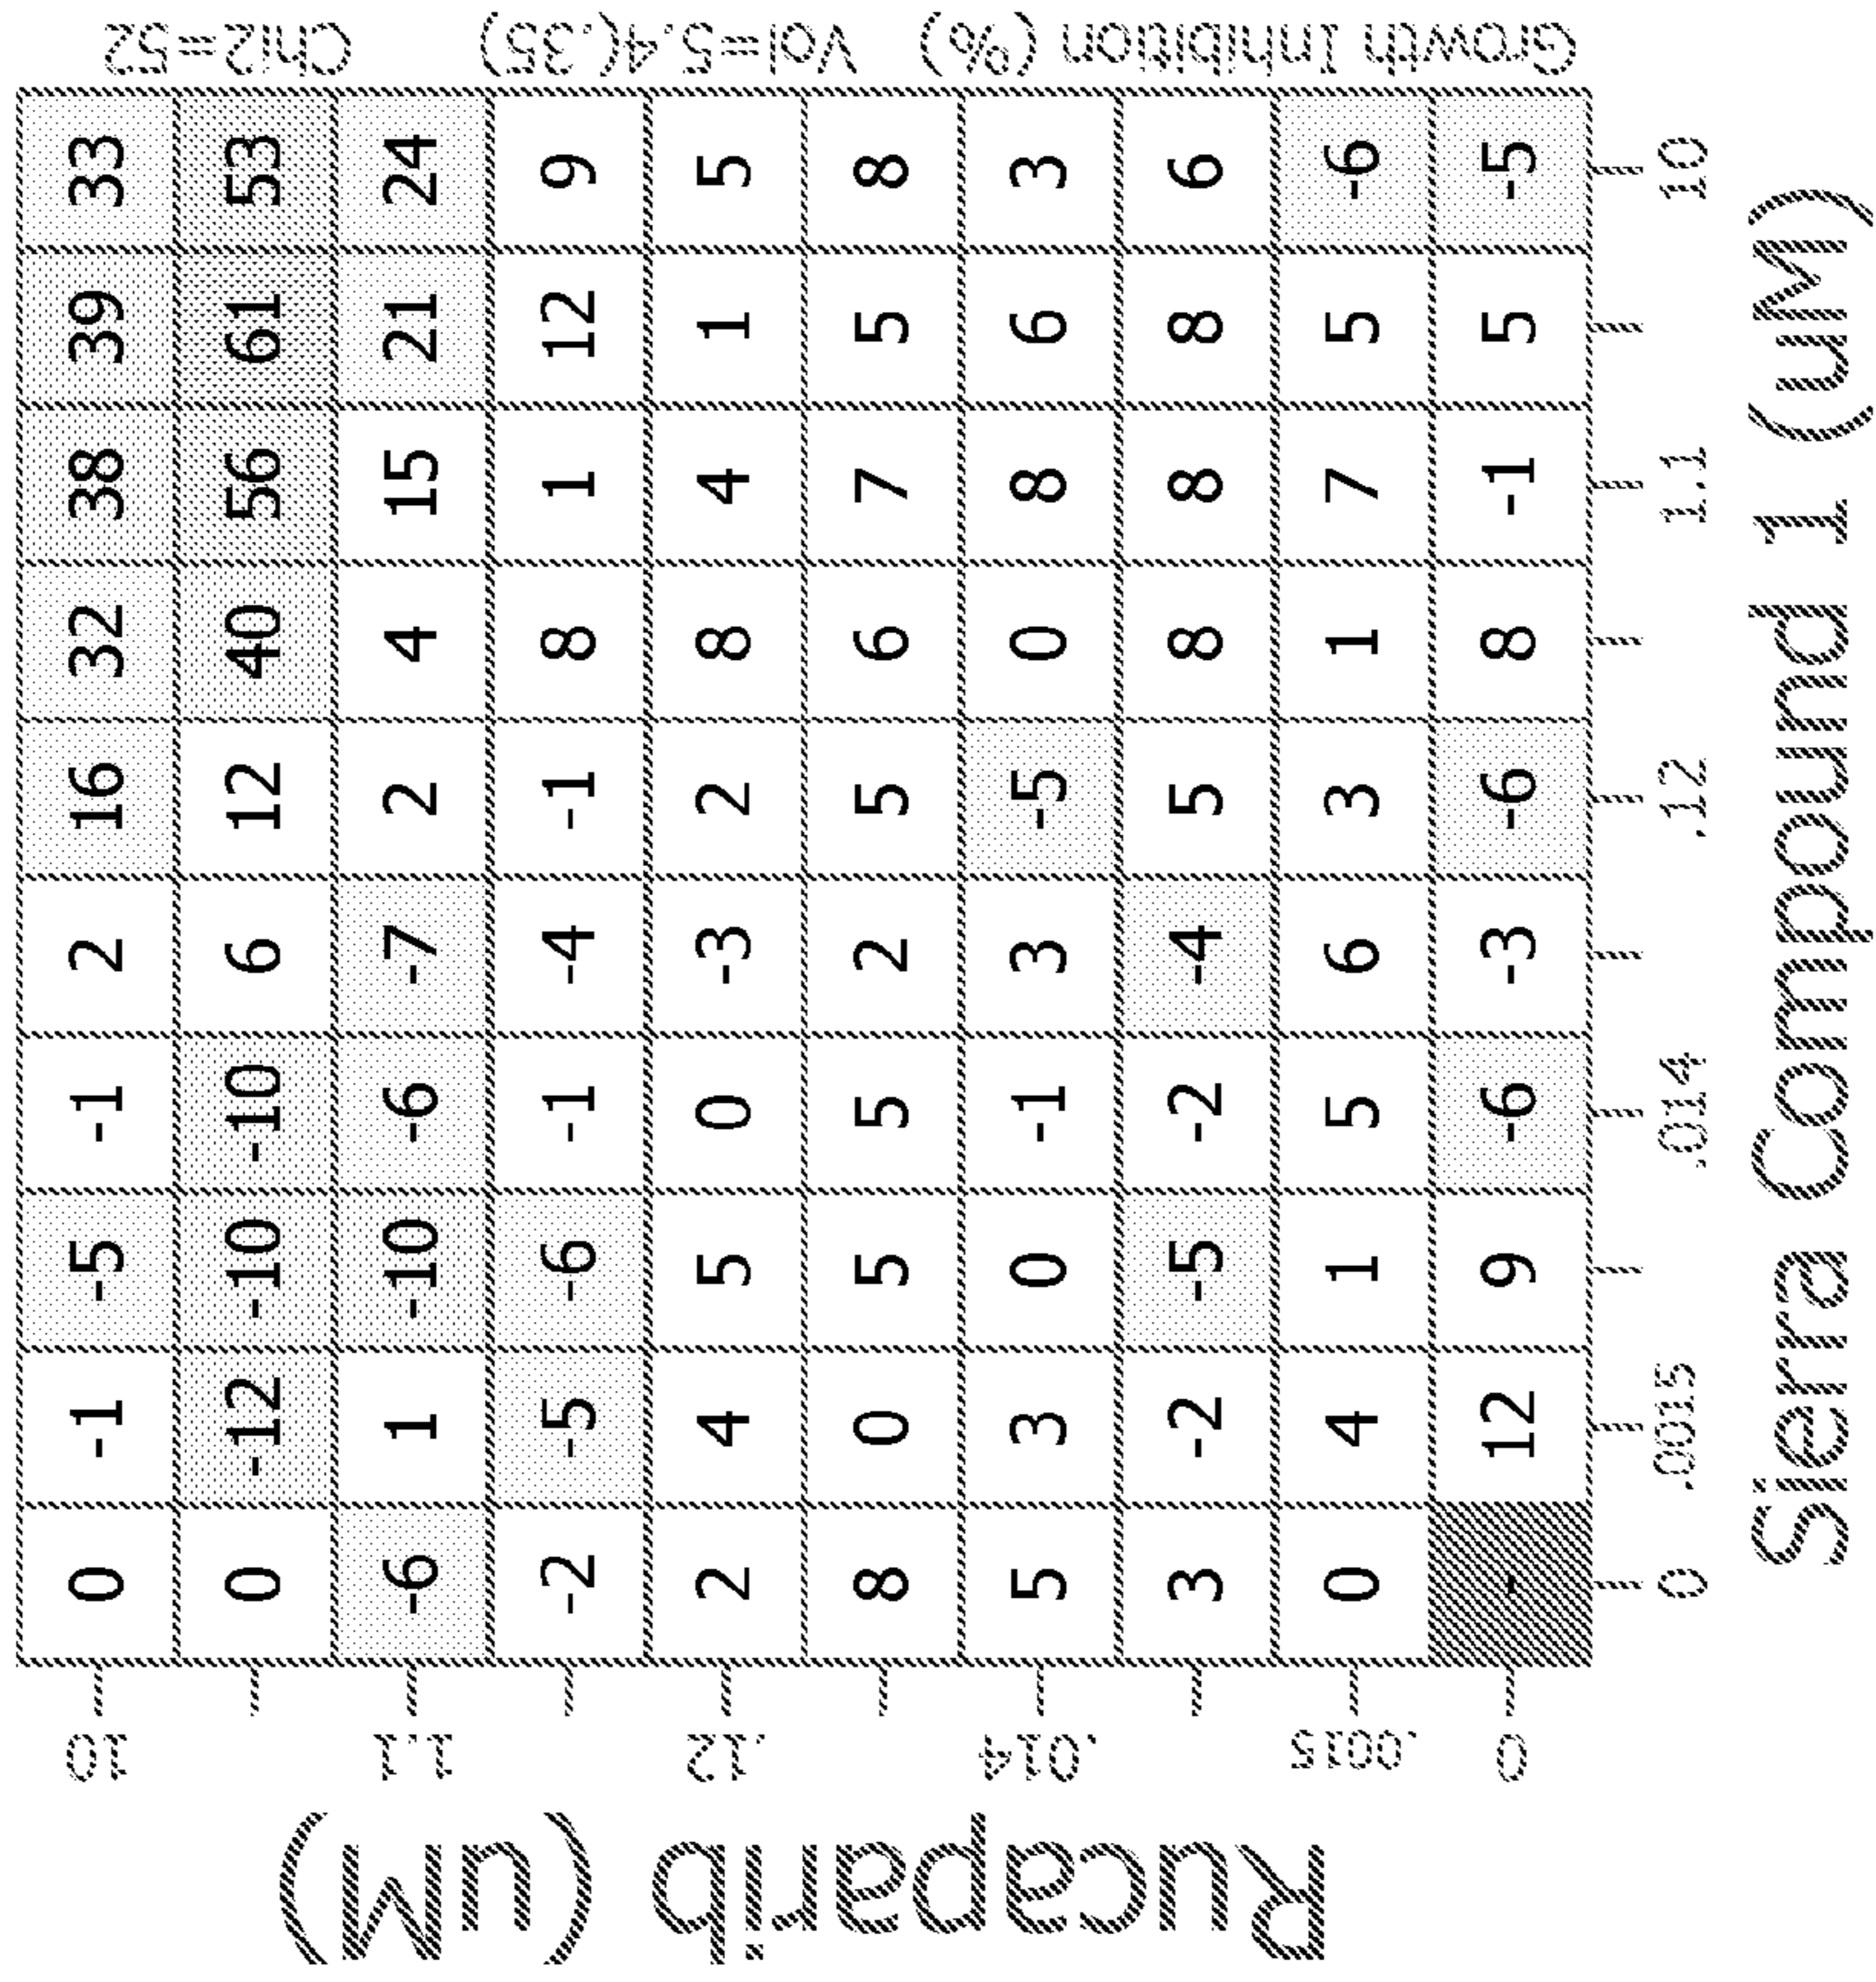 Rucaparib (uM)
10 0 -1 -5 -1 2 16 32 38 39 33
0 -12 -10 -10 6 12 40 56 61 53
1.1 -6 1 -10 -6 -7 2 4 15 21 24
-2 -5 -6 -1 -4 -1 8 1 12 9
.12 2 4 5 0 -3 2 8 4 1 5
8 0 5 5 2 5 6 7 5 8
.014 5 3 0 -1 3 -5 0 8 6 3
3 -2 -5 -2 -4 5 8 8 8 6
.0015 0 4 1 5 6 3 1 7 5 -6
0 - 12 9 -6 -3 -6 8 -1 5 -5
0 .0015 .014 .12 1.1 10
Sierra Compound 1 (uM)
Growth Inhibition (%) Vol=5.4(.35) Chi2=52